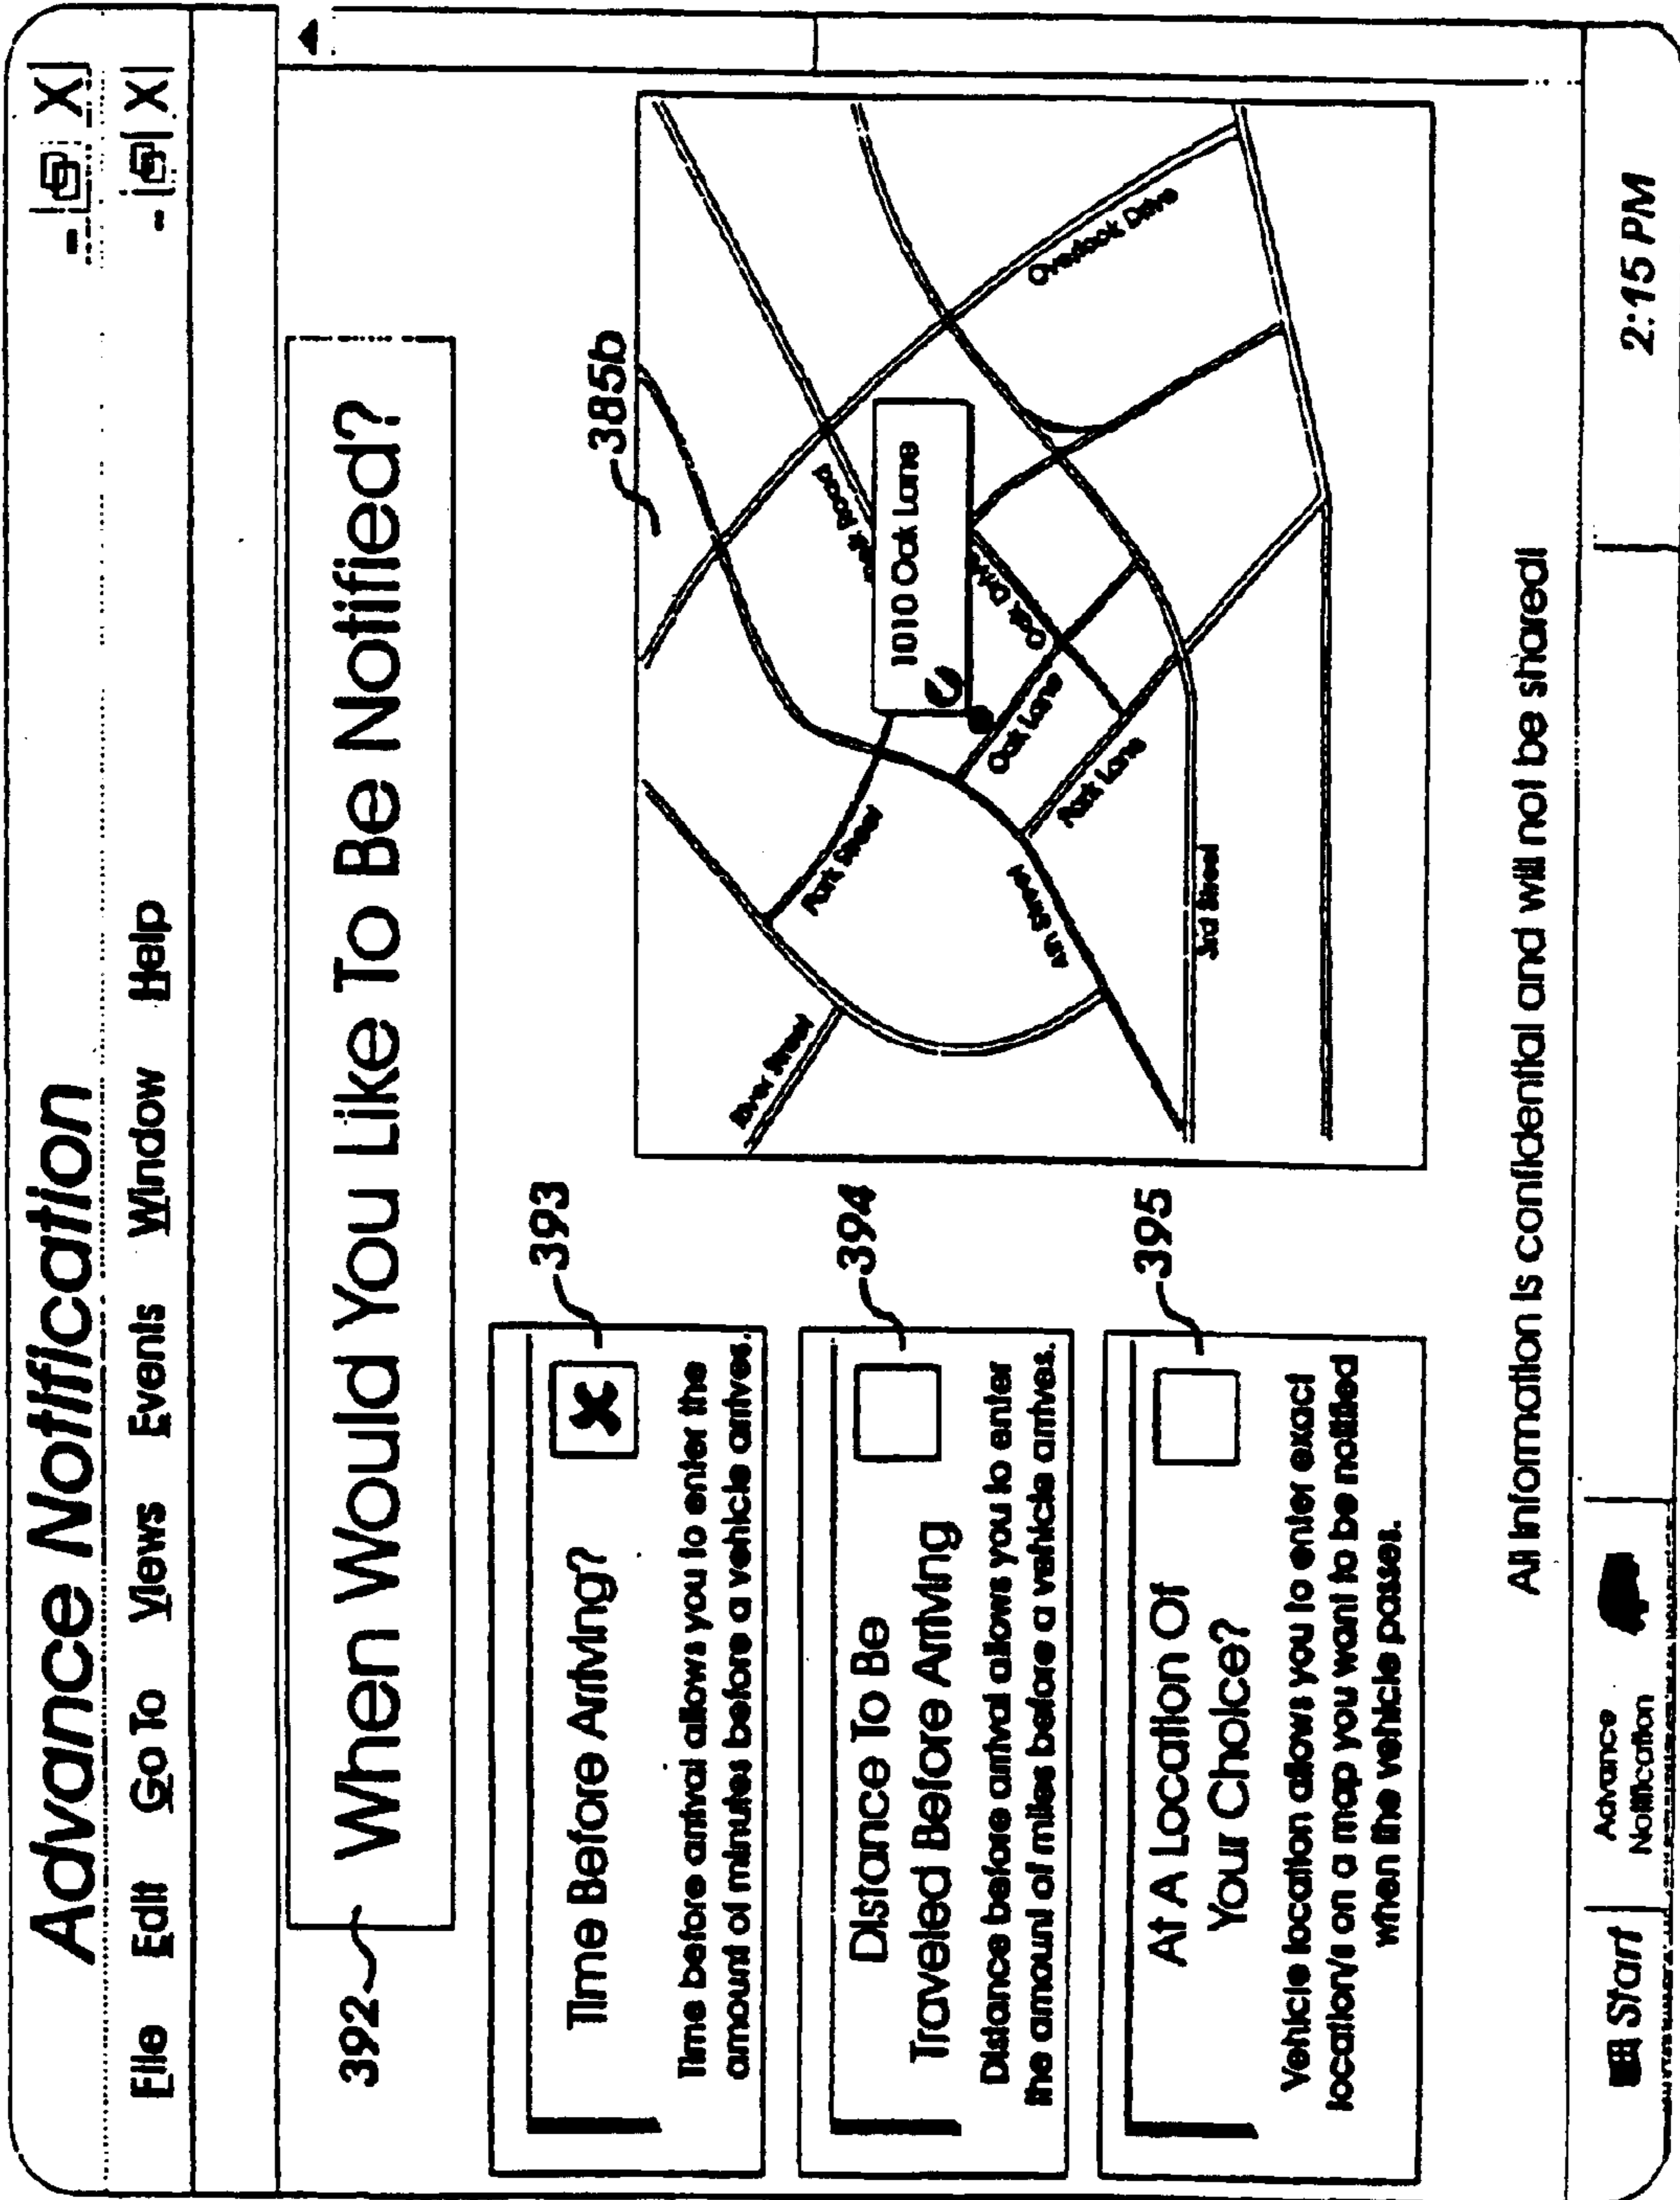 Advance Notification
- X
File Edit Go To Views Events Window Help
- X
392
When Would You Like To Be Notified?
393
Time Before Arriving?
Time before arrival allows you to enter the
amount of minutes before a vehicle arrives.
394
Distance To Be
Traveled Before Arriving
Distance before arrival allows you to enter
the amount of miles before a vehicle arrives.
395
At A Location Of
Your Choice?
Vehicle location allows you to enter exact
location/s on a map you want to be notified
when the vehicle passes.
385b
River Street
Park Street
Road
1010 Oak Lane
Oak Drive
Oak Lane
Park Lane
Street
3rd Street
Overlook Drive
All Information is confidential and will not be shared!
Start
Advance
Notification
2:15 PM